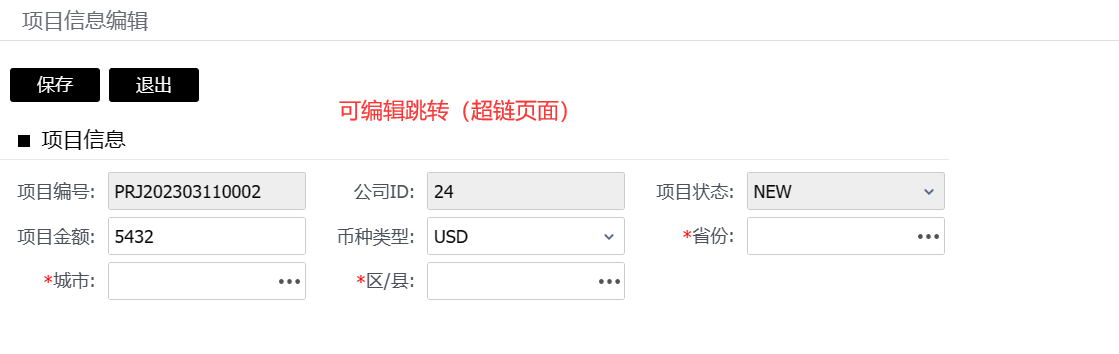 项目信息编辑
保存 退出
可编辑跳转（超链页面）
■ 项目信息
项目编号: PRJ202303110002 公司ID: 24 项目状态: NEW
项目金额: 5432 币种类型: USD *省份: •••
*城市: ••• *区/县: •••